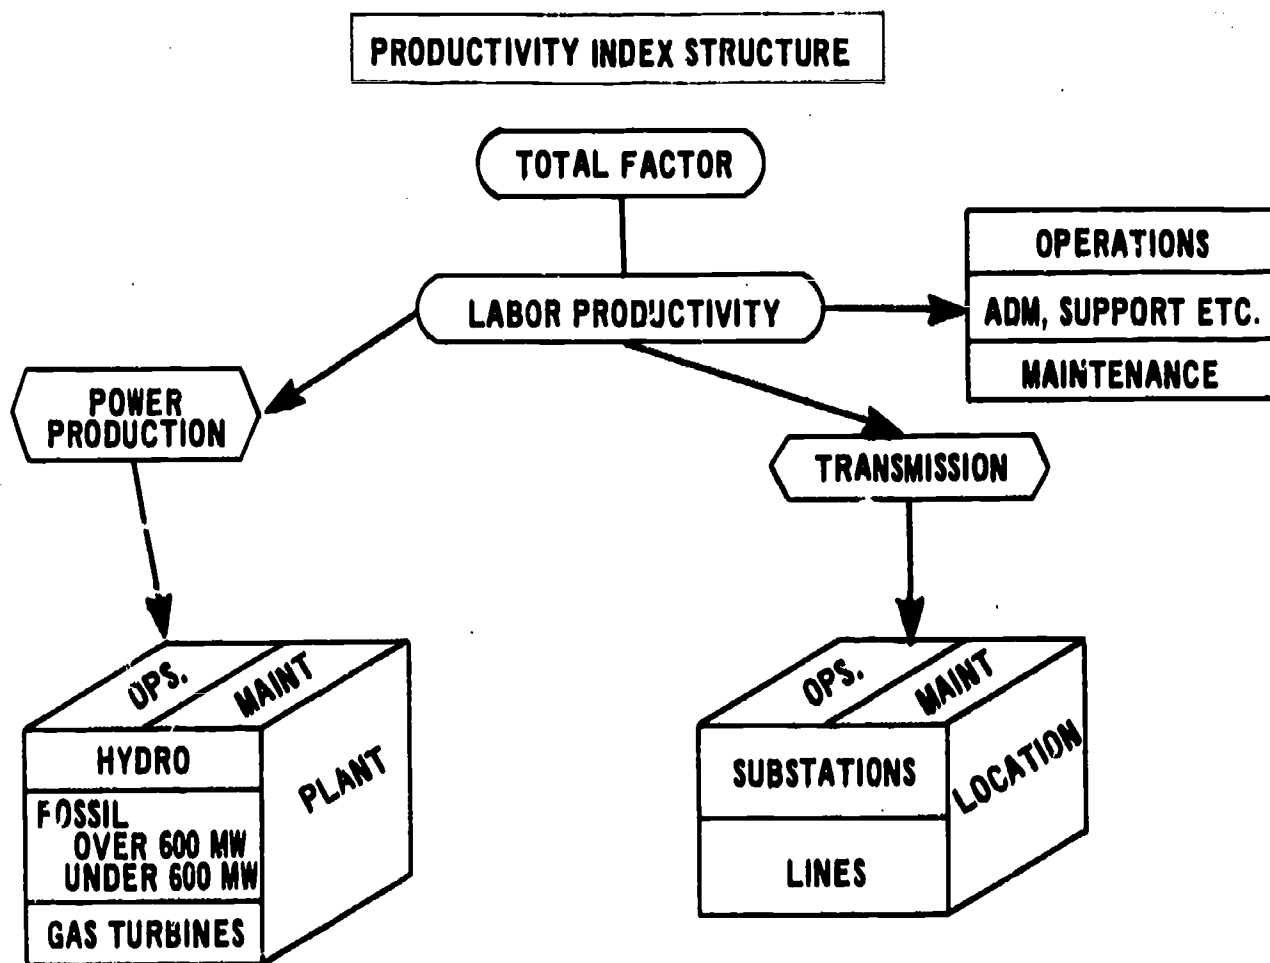 PRODUCTIVITY INDEX STRUCTURE
TOTAL FACTOR
LABOR PRODUCTIVITY
OPERATIONS
ADM, SUPPORT ETC.
MAINTENANCE
POWER
PRODUCTION
TRANSMISSION
OPS.
MAINT
HYDRO
FOSSIL
OVER 600 MW
UNDER 600 MW
GAS TURBINES
PLANT
OPS.
MAINT
SUBSTATIONS
LINES
LOCATION